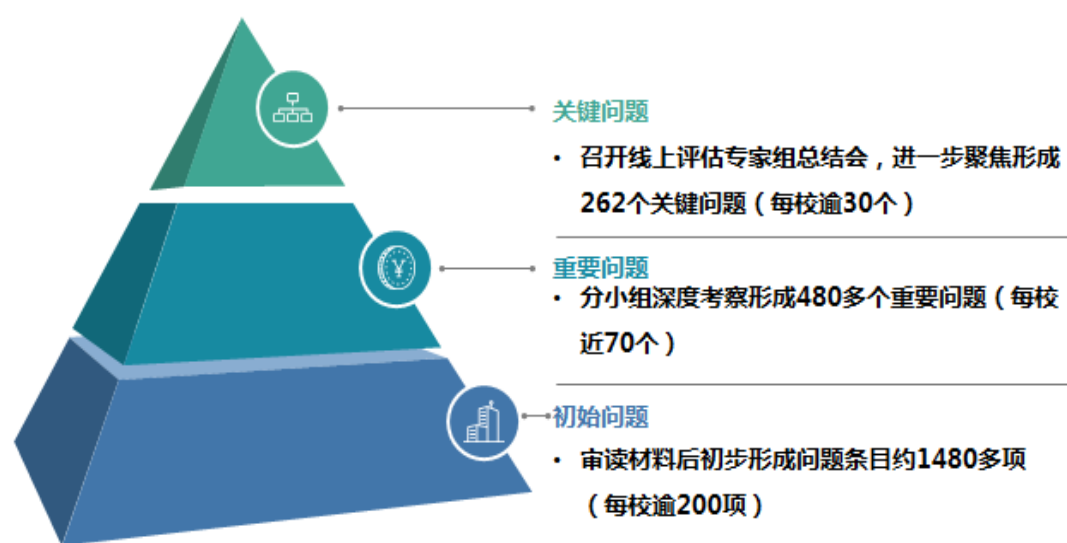 关键问题
• 召开线上评估专家组总结会，进一步聚焦形成
262个关键问题（每校逾30个）
重要问题
• 分小组深度考察形成480多个重要问题（每校
近70个）
初始问题
• 审读材料后初步形成问题条目约1480多项
（每校逾200项）
¥